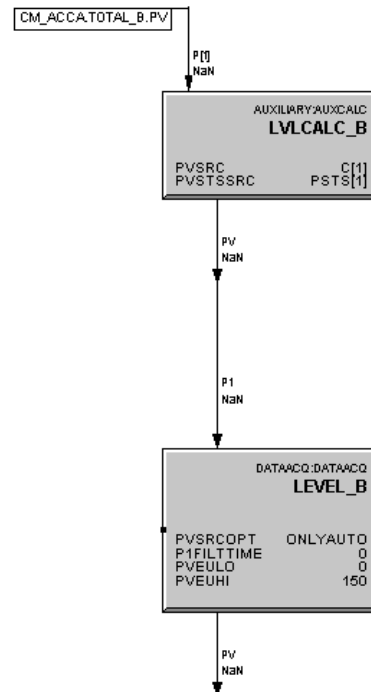 CM_ACCA.TOTAL_B.PV
P[1]
NaN
AUXILIARY:AUXCALC
LVLCALC_B
PVSRC C[1]
PVSTSSRC PSTS[1]
PV
NaN
P1
NaN
DATAACQ:DATAACQ
LEVEL_B
PVSRCOPT ONLYAUTO
P1FILTTIME 0
PVEULO 0
PVEUHI 150
PV
NaN